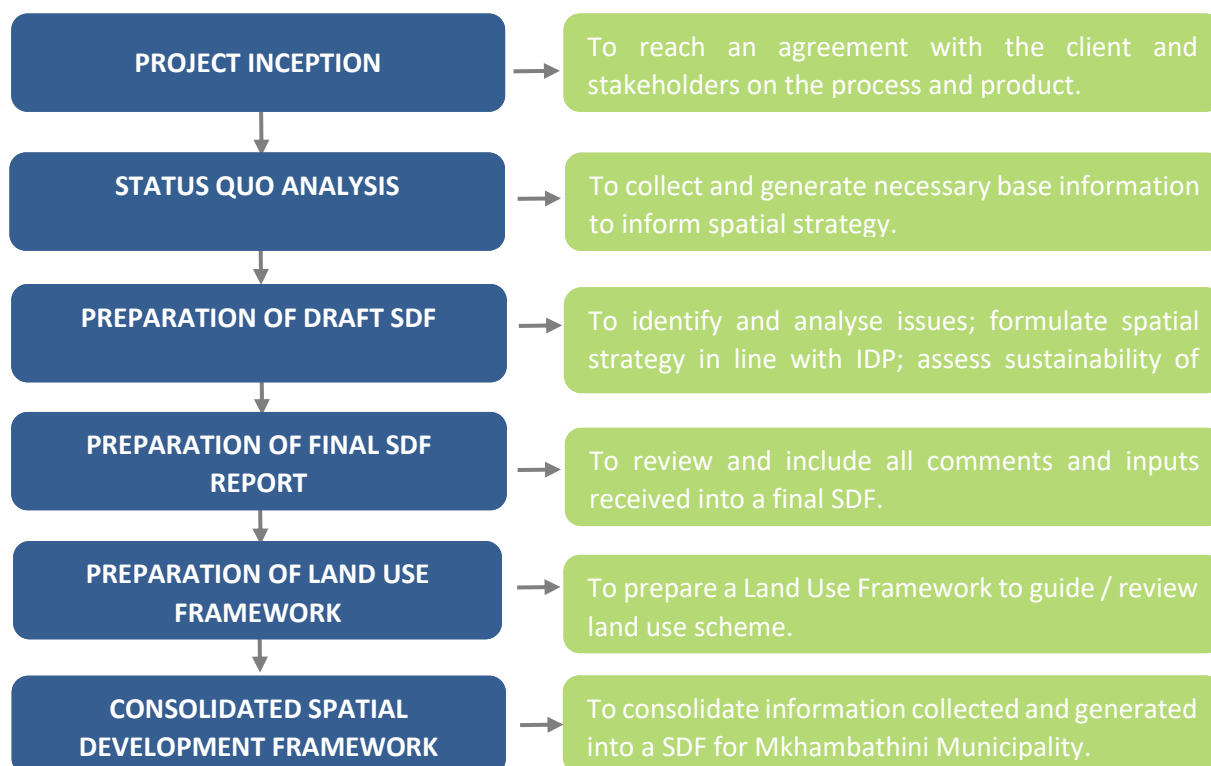 PROJECT INCEPTION
To reach an agreement with the client and
stakeholders on the process and product.
STATUS QUO ANALYSIS
To collect and generate necessary base information
to inform spatial strategy.
PREPARATION OF DRAFT SDF
To identify and analyse issues; formulate spatial
strategy in line with IDP; assess sustainability of
PREPARATION OF FINAL SDF
REPORT
To review and include all comments and inputs
received into a final SDF.
PREPARATION OF LAND USE
FRAMEWORK
To prepare a Land Use Framework to guide / review
land use scheme.
CONSOLIDATED SPATIAL
DEVELOPMENT FRAMEWORK
To consolidate information collected and generated
into a SDF for Mkhambathini Municipality.